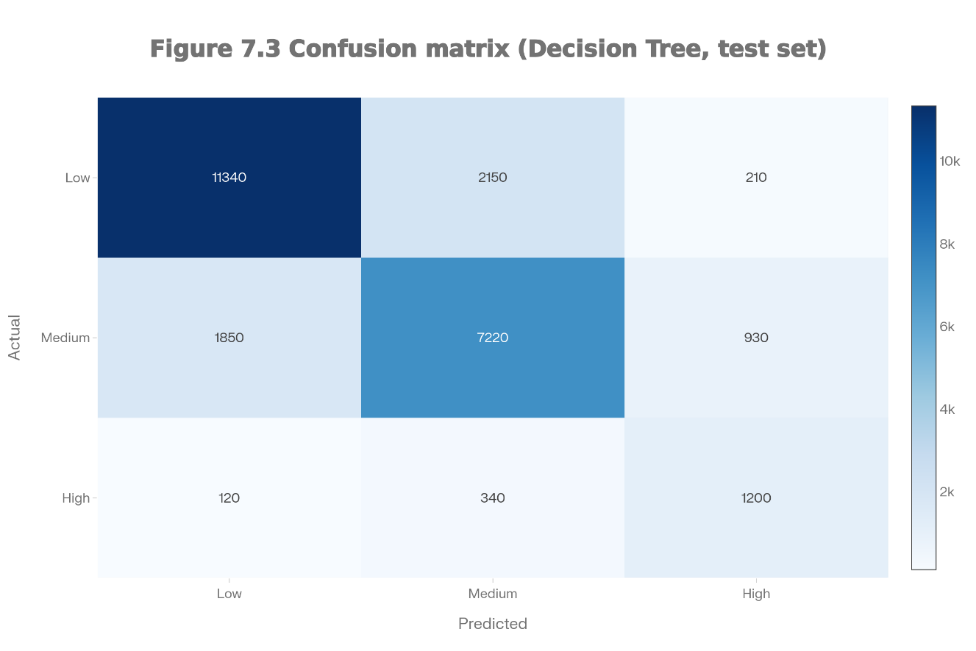 Figure 7.3 Confusion matrix (Decision Tree, test set)
Low 11340 2150 210
Medium 1850 7220 930
High 120 340 1200
Low Medium High
Predicted
Actual
10k
8k
6k
4k
2k